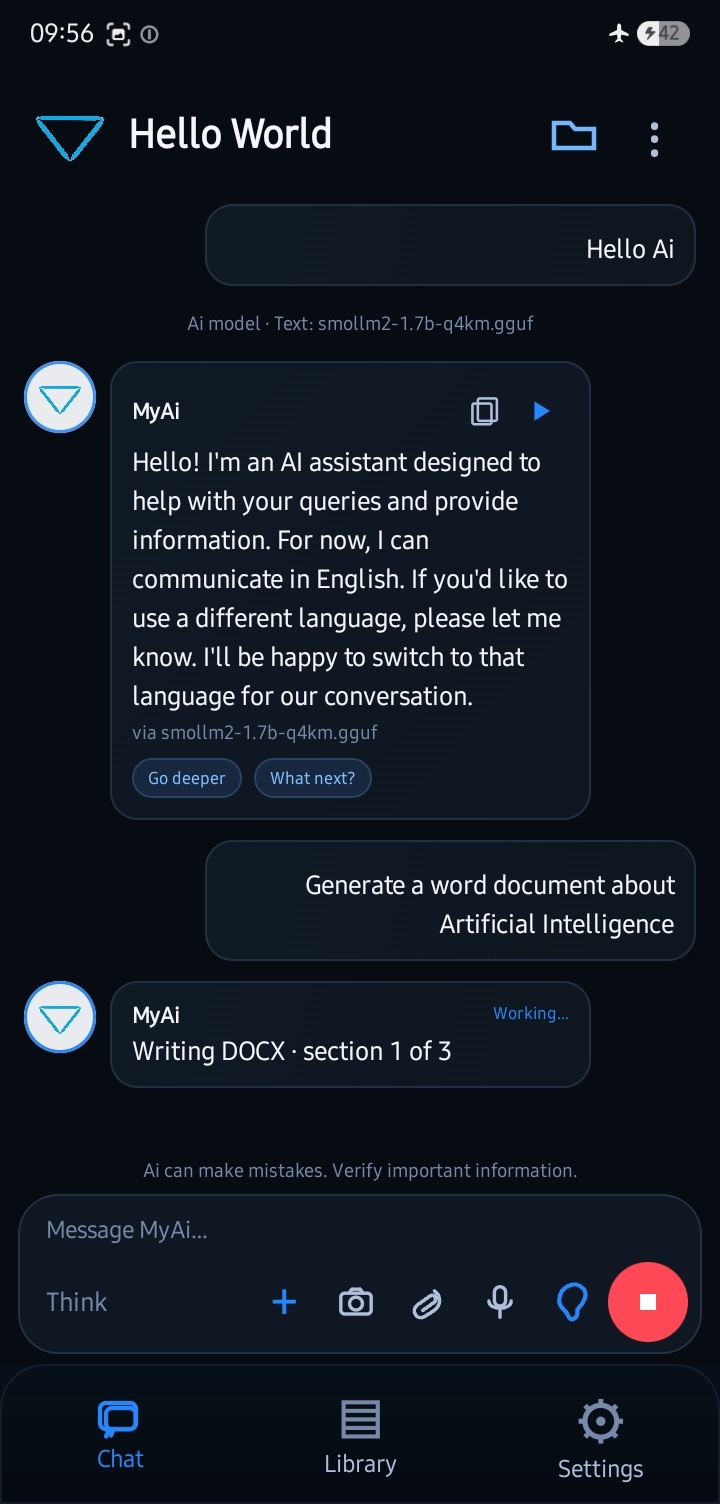 09:56
42
Hello World
Hello Ai
Ai model · Text: smollm2-1.7b-q4km.gguf
MyAi
Hello! I'm an AI assistant designed to
help with your queries and provide
information. For now, I can
communicate in English. If you'd like to
use a different language, please let me
know. I'll be happy to switch to that
language for our conversation.
via smollm2-1.7b-q4km.gguf
Go deeper
What next?
Generate a word document about
Artificial Intelligence
MyAi
Working...
Writing DOCX · section 1 of 3
Ai can make mistakes. Verify important information.
Message MyAi...
Think
Chat
Library
Settings